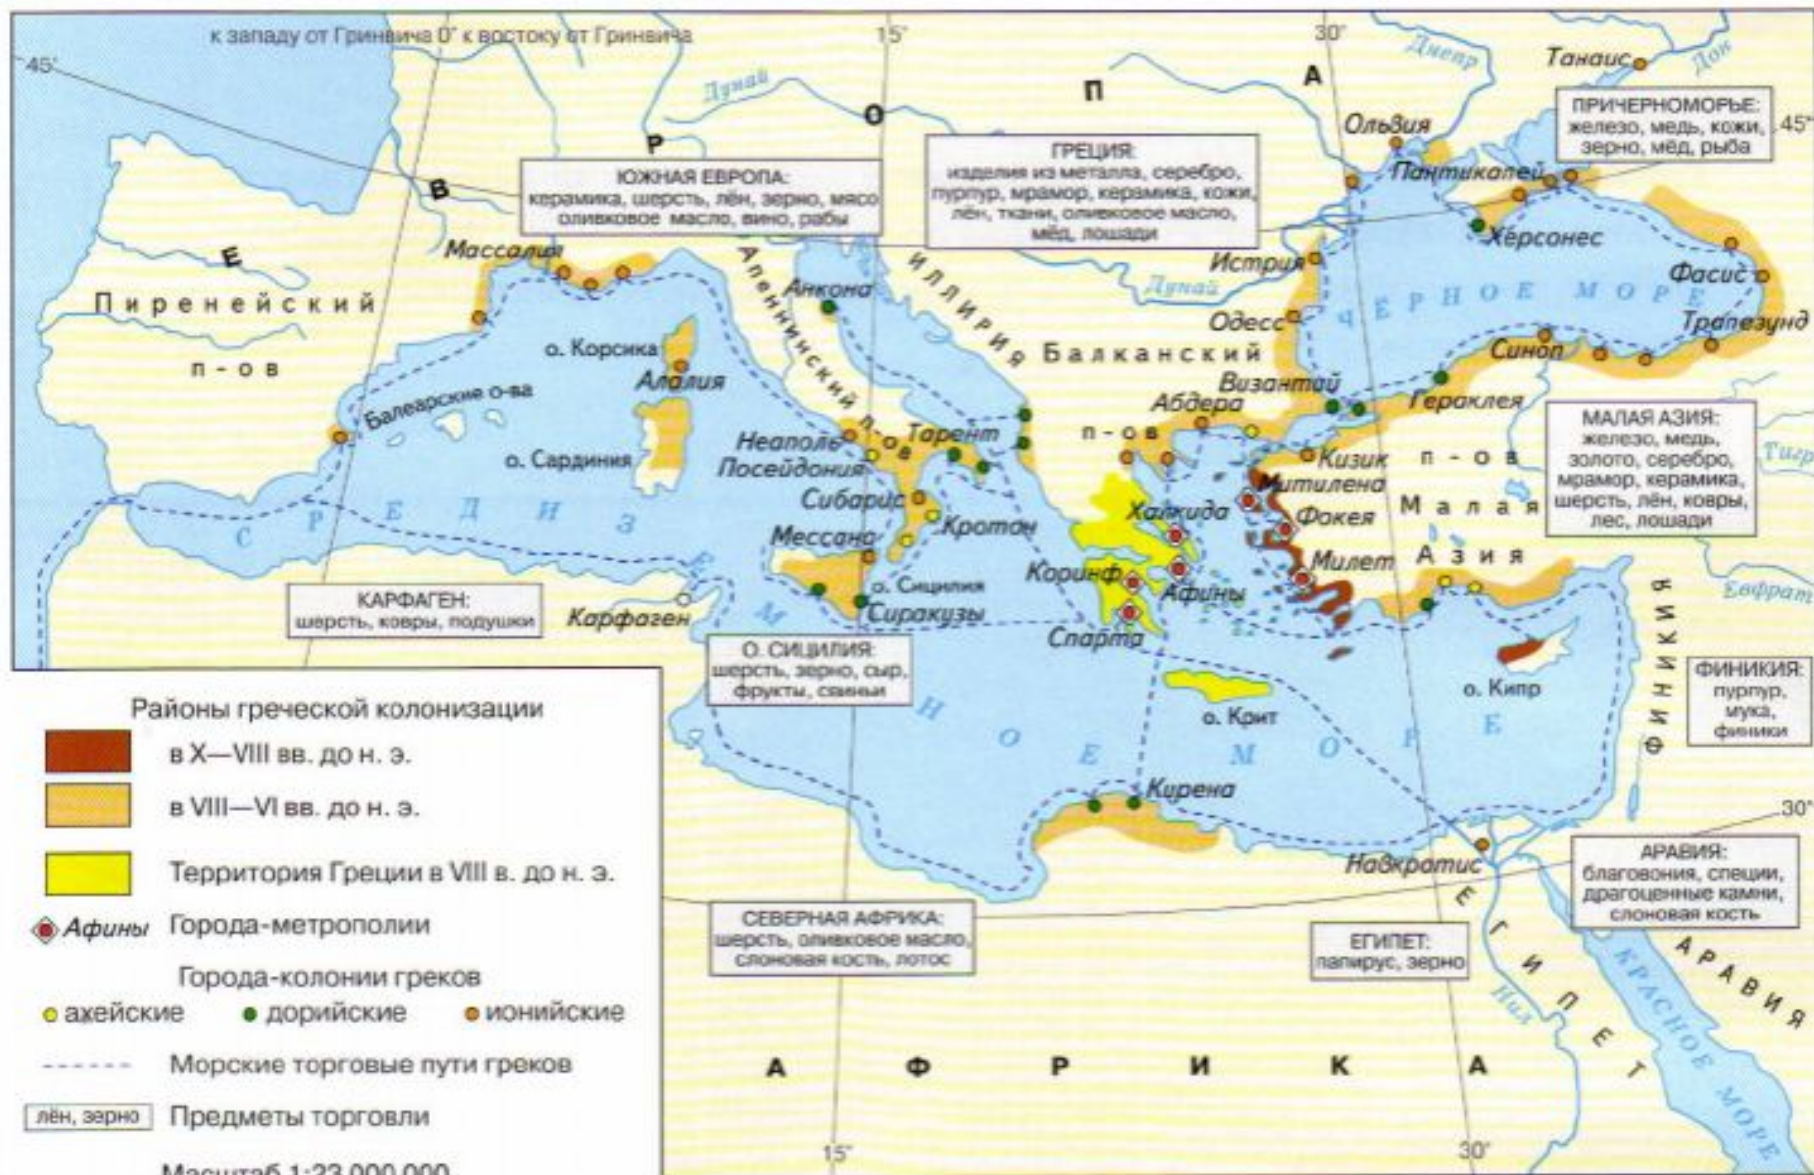 к западу от Гринвича 0° к востоку от Гринвича
15°
30°
45°
45°
30°
15°
30°
ЕВРОПА
Дунай
Днепр
Дон
Танаис
ПРИЧЕРНОМОРЬЕ:
железо, медь, кожи,
зерно, мёд, рыба
Ольвия
Пантикапей
Херсонес
ЮЖНАЯ ЕВРОПА:
керамика, шерсть, лён, зерно, мясо
оливковое масло, вино, рабы
ГРЕЦИЯ:
изделия из металла, серебро,
пурпур, мрамор, керамика, кожи,
лён, ткани, оливковое масло,
мёд, лошади
Массалия
Пиренейский
п-ов
Апеннинский п-ов
Анкона
ИЛЛИРИЯ
Дунай
Истрия
Одесс
ЧЕРНОЕ МОРЕ
Фасис
Трапезунд
Синоп
Гераклея
Балканский
п-ов
Византий
Абдера
Кизик
о. Корсика
Алалия
Балеарские о-ва
о. Сардиния
Неаполь
Посейдония
Тарент
Сибарис
Кротон
Мессана
о. Сицилия
Сиракузы
СРЕДИЗЕМНОЕ МОРЕ
Митилена
Фокея
Милет
Халкида
Коринф
Афины
Спарта
п-ов
Малая
Азия
МАЛАЯ АЗИЯ:
железо, медь,
золото, серебро,
мрамор, керамика,
шерсть, лён, ковры,
лес, лошади
Тигр
Евфрат
КАРФАГЕН:
шерсть, ковры, подушки
Карфаген
О. СИЦИЛИЯ:
шерсть, зерно, сыр,
фрукты, свиньи
о. Крит
о. Кипр
ФИНИКИЯ
ФИНИКИЯ:
пурпур,
мука,
финики
Кирена
Навкратис
ЕГИПЕТ
АРАВИЯ:
благовония, специи,
драгоценные камни,
слоновая кость
АРАВИЯ
СЕВЕРНАЯ АФРИКА:
шерсть, оливковое масло,
слоновая кость, лотос
ЕГИПЕТ:
папирус, зерно
Нил
КРАСНОЕ МОРЕ
АФРИКА
Районы греческой колонизации
в X—VIII вв. до н. э.
в VIII—VI вв. до н. э.
Территория Греции в VIII в. до н. э.
Афины Города-метрополии
Города-колонии греков
ахейские дорийские ионийские
Морские торговые пути греков
лён, зерно Предметы торговли
Масштаб 1:23 000 000